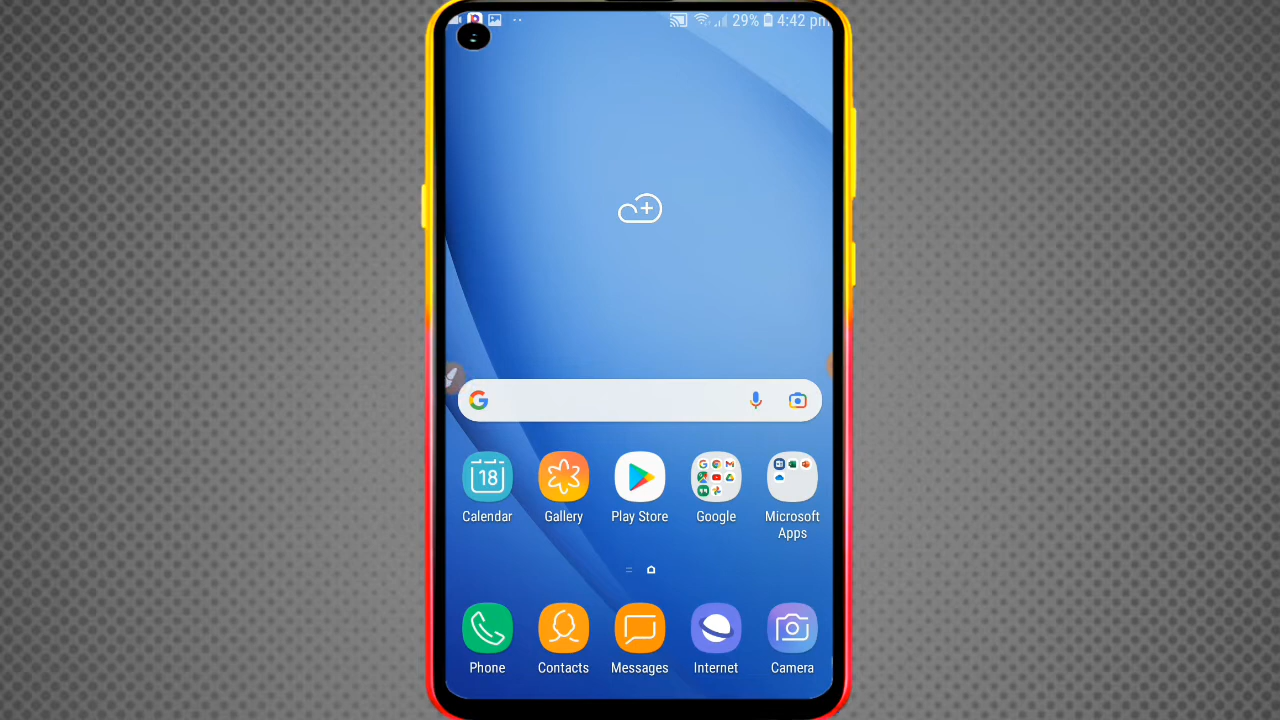 29% 4:42 pm
18
Calendar Gallery Play Store Google Microsoft Apps
Phone Contacts Messages Internet Camera